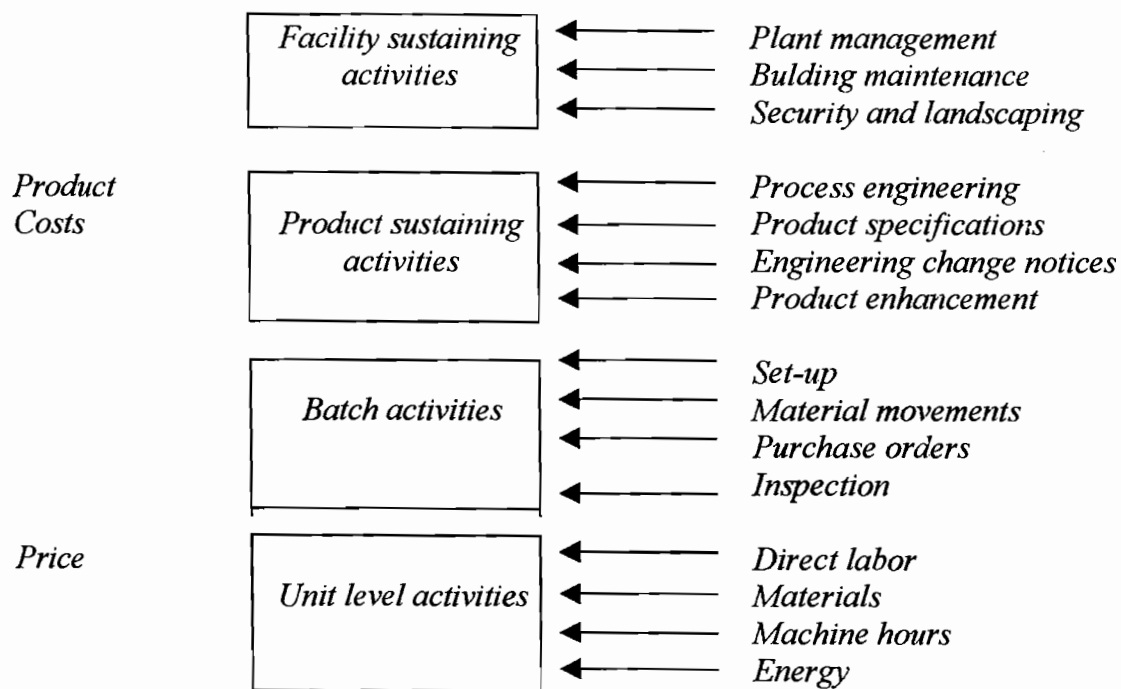 Facility sustaining
activities
Plant management
Bulding maintenance
Security and landscaping
Product
Costs
Product sustaining
activities
Process engineering
Product specifications
Engineering change notices
Product enhancement
Batch activities
Set-up
Material movements
Purchase orders
Inspection
Price
Unit level activities
Direct labor
Materials
Machine hours
Energy